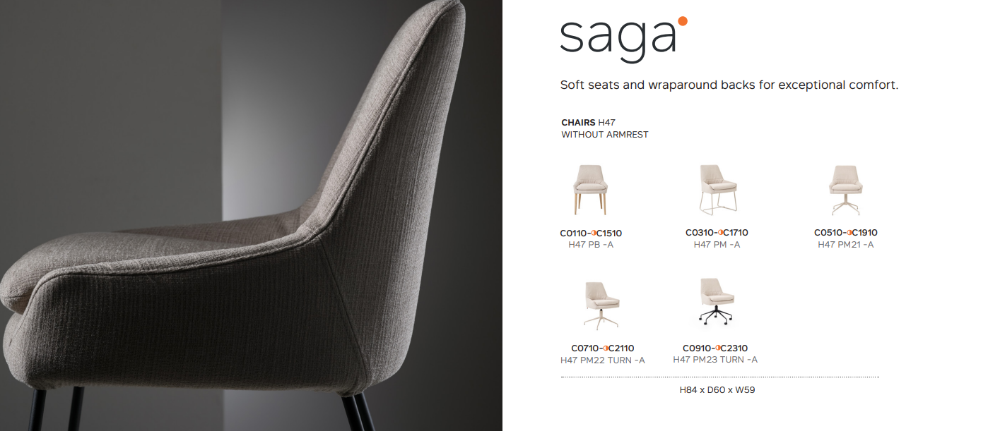 saga
Soft seats and wraparound backs for exceptional comfort.
CHAIRS H47
WITHOUT ARMREST
C0110-C1510
H47 PB -A
C0310-C1710
H47 PM -A
C0510-C1910
H47 PM21 -A
C0710-C2110
H47 PM22 TURN -A
C0910-C2310
H47 PM23 TURN -A
H84 x D60 x W59